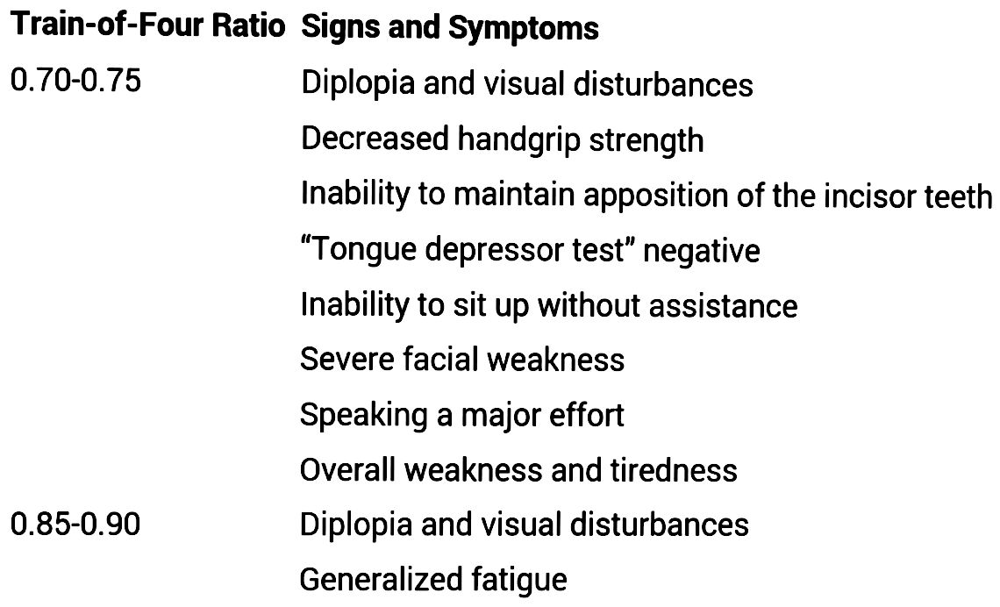 Train-of-Four Ratio Signs and Symptoms
0.70-0.75 Diplopia and visual disturbances
Decreased handgrip strength
Inability to maintain apposition of the incisor teeth
“Tongue depressor test” negative
Inability to sit up without assistance
Severe facial weakness
Speaking a major effort
Overall weakness and tiredness
0.85-0.90 Diplopia and visual disturbances
Generalized fatigue